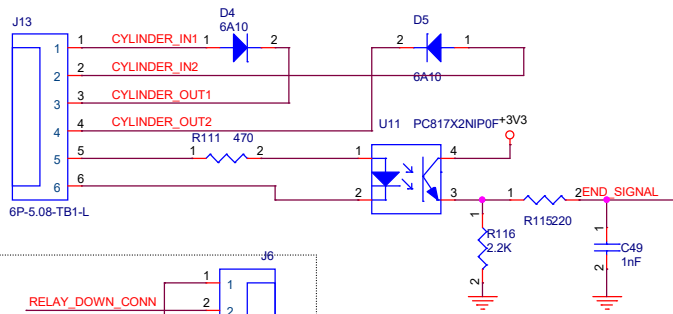 J13
D4
6A10
D5
6A10
1 CYLINDER_IN1 1 2
2 1
2 CYLINDER_IN2
3 CYLINDER_OUT1
4 CYLINDER_OUT2
1
2
3
4
5
6
5
6
R111 470
1 2
U11 PC817X2NIP0F
+3V3
1
2
4
3
1 2
END_SIGNAL
R115 220
1
R116
2.2K
2
1
C49
1nF
2
6P-5.08-TB1-L
J6
1
1
RELAY_DOWN_CONN 2
2